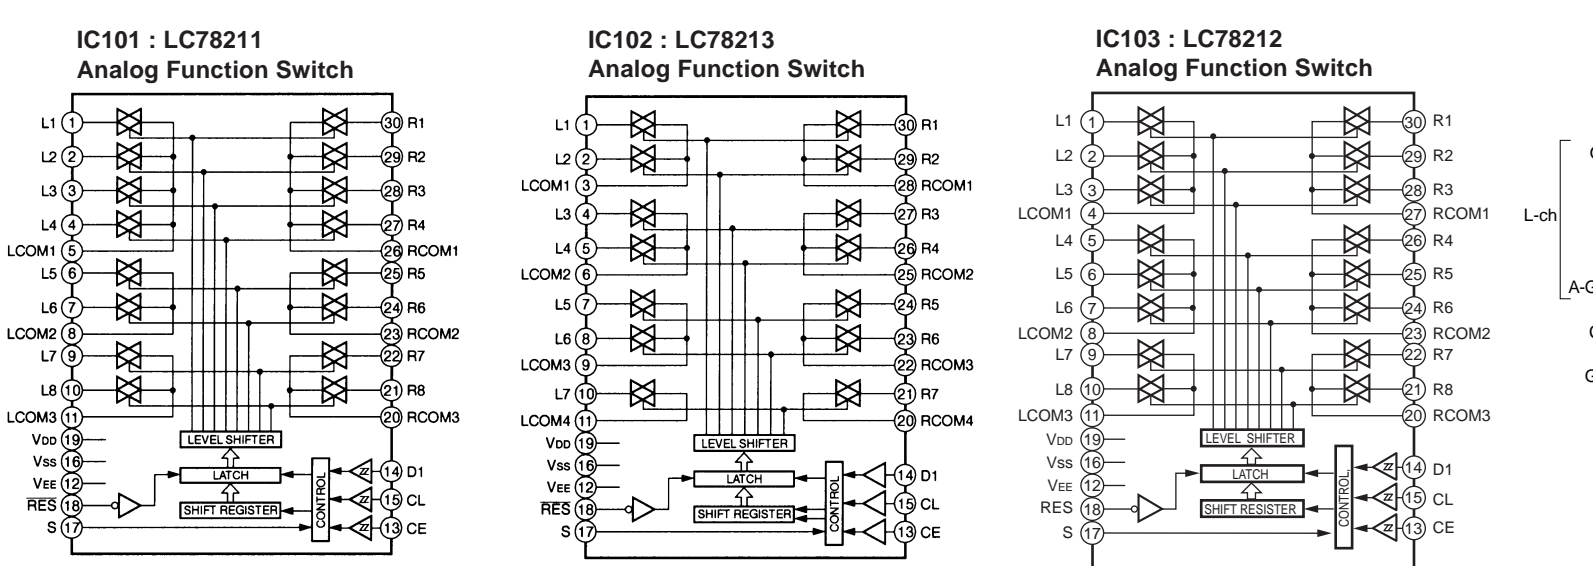 IC101 : LC78211
Analog Function Switch
L1 1 30 R1
L2 2 29 R2
L3 3 28 R3
L4 4 27 R4
LCOM1 5 26 RCOM1
L5 6 25 R5
L6 7 24 R6
LCOM2 8 23 RCOM2
L7 9 22 R7
L8 10 21 R8
LCOM3 11 20 RCOM3
VDD 19 LEVEL SHIFTER
VSS 16 LATCH 14 D1
VEE 12
RES 18 SHIFT REGISTER CONTROL 15 CL
S 17 13 CE
IC102 : LC78213
Analog Function Switch
L1 1 30 R1
L2 2 29 R2
LCOM1 3 28 RCOM1
L3 4 27 R3
L4 5 26 R4
LCOM2 6 25 RCOM2
L5 7 24 R5
L6 8 23 R6
LCOM3 9 22 RCOM3
L7 10 21 R7
LCOM4 11 20 RCOM4
VDD 19 LEVEL SHIFTER
VSS 16 LATCH 14 D1
VEE 12
RES 18 SHIFT REGISTER CONTROL 15 CL
S 17 13 CE
IC103 : LC78212
Analog Function Switch
L1 1 30 R1
L2 2 29 R2
L3 3 28 R3
LCOM1 4 27 RCOM1
L4 5 26 R4
L5 6 25 R5
L6 7 24 R6
LCOM2 8 23 RCOM2
L7 9 22 R7
L8 10 21 R8
LCOM3 11 20 RCOM3
VDD 19 LEVEL SHIFTER
VSS 16 LATCH 14 D1
VEE 12
RES 18 SHIFT RESISTER CONTROL, 15 CL
S 17 13 CE
L-ch